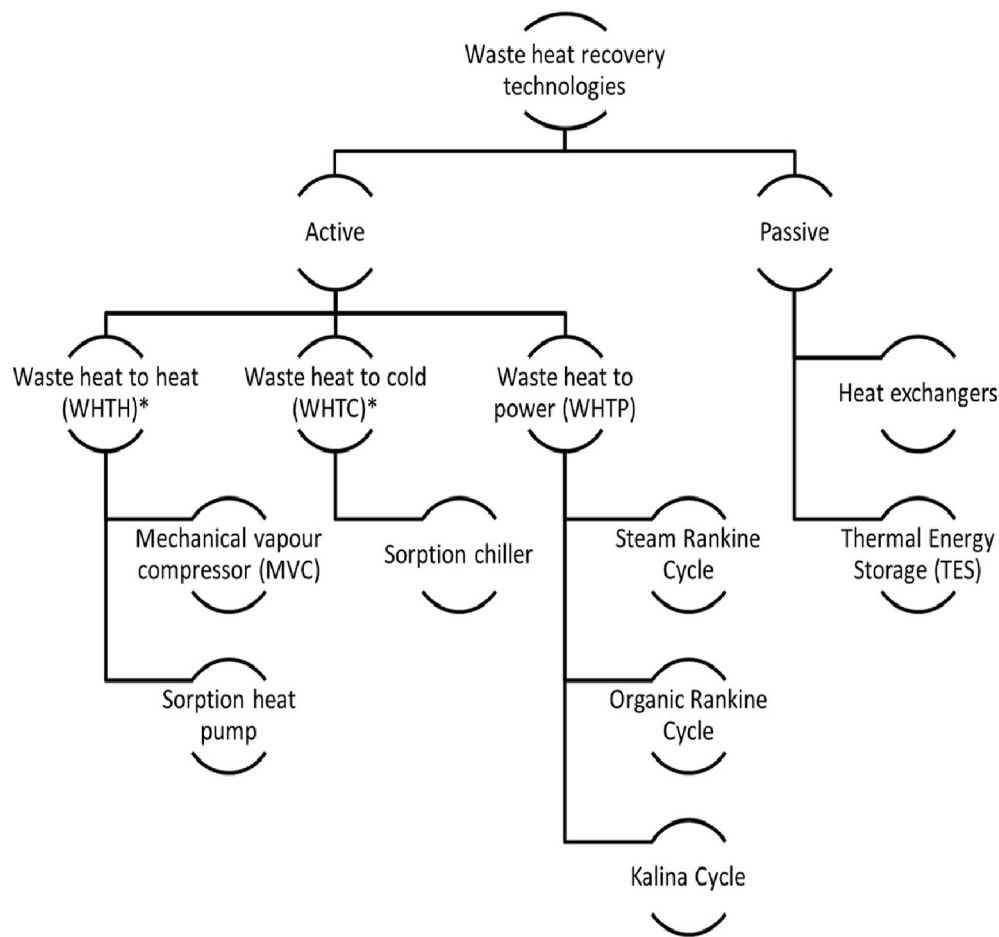 Waste heat recovery
technologies
Active
Passive
Waste heat to heat
(WHTH)*
Waste heat to cold
(WHTC)*
Waste heat to
power (WHTP)
Heat exchangers
Mechanical vapour
compressor (MVC)
Sorption chiller
Steam Rankine
Cycle
Thermal Energy
Storage (TES)
Sorption heat
pump
Organic Rankine
Cycle
Kalina Cycle